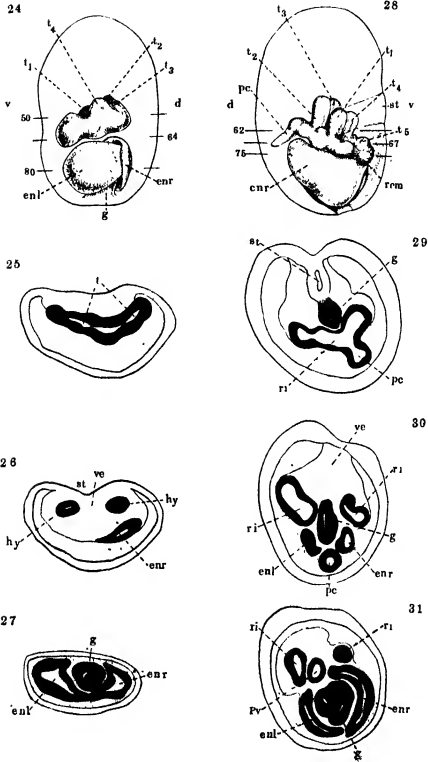 24
t4
t2
t1
t3
v
d
50
64
80
enl
enr
g
28
t3
t2
t1
pc
t4
st
v
d
t5
62
67
75
enr
rcm
25
t
29
st
g
ri
pc
26
st
ve
hy
hy
enr
30
ve
ri
ri
g
enl
enr
pc
27
g
enr
enl
31
ri
ri
pv
enr
enl
g